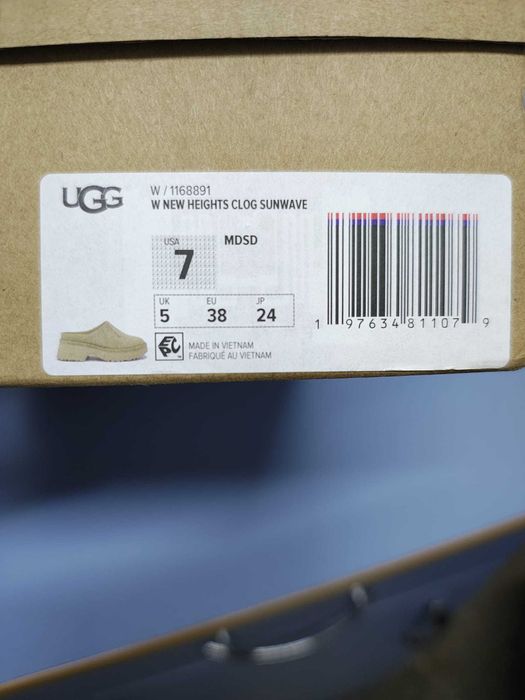 UGG
W / 1168891
W NEW HEIGHTS CLOG SUNWAVE
USA
7
MDSD
UK EU JP
5 38 24
EPC
MADE IN VIETNAM
FABRIQUÉ AU VIETNAM
1 97634 81107 9